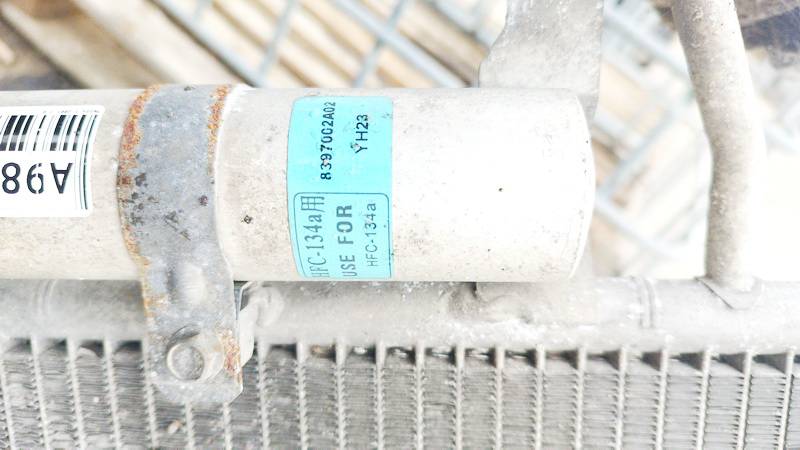 A98
83970C2A02
YH23
HFC-134a用
USE FOR
HFC-134a